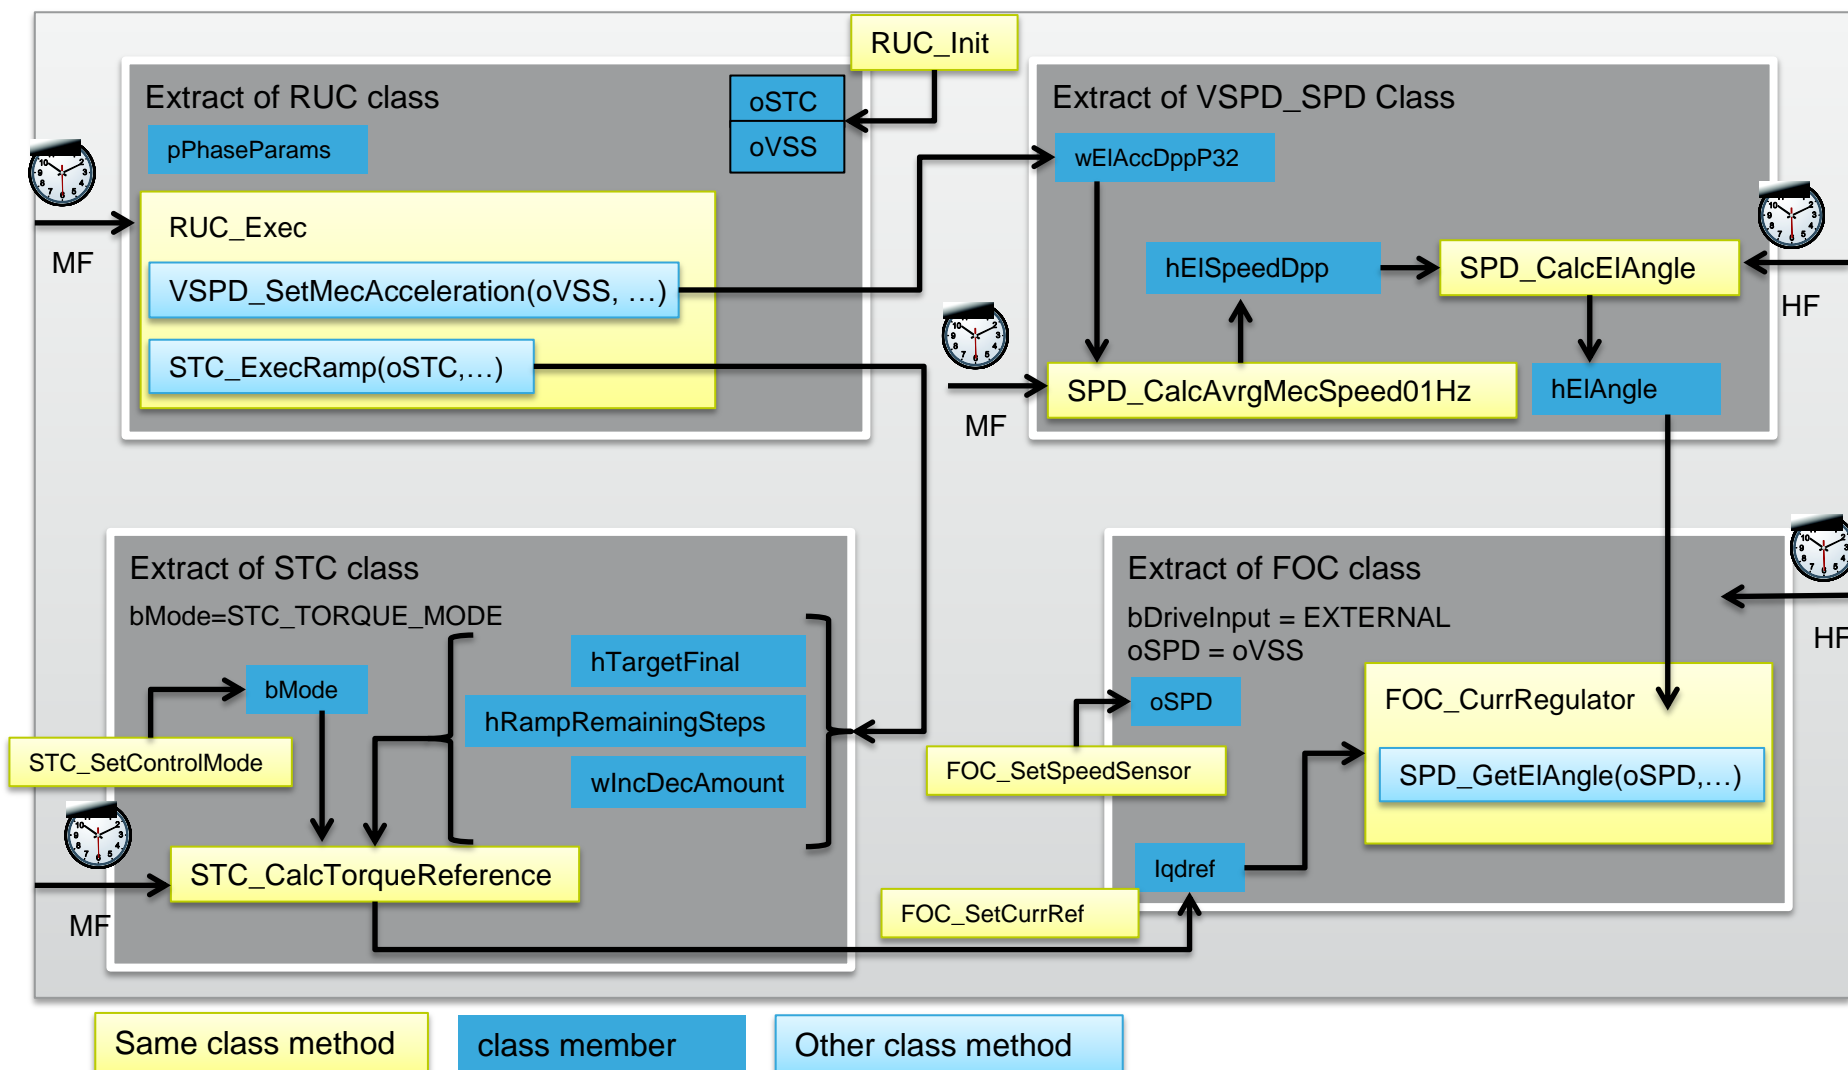 RUC_Init
Extract of RUC class
oSTC
oVSS
pPhaseParams
MF
RUC_Exec
VSPD_SetMecAcceleration(oVSS, …)
STC_ExecRamp(oSTC,…)
Extract of VSPD_SPD Class
wElAccDppP32
hElSpeedDpp
SPD_CalcElAngle
HF
MF
SPD_CalcAvrgMecSpeed01Hz
hElAngle
Extract of STC class
bMode=STC_TORQUE_MODE
hTargetFinal
bMode
hRampRemainingSteps
STC_SetControlMode
wIncDecAmount
STC_CalcTorqueReference
MF
Extract of FOC class
bDriveInput = EXTERNAL
oSPD = oVSS
HF
oSPD
FOC_CurrRegulator
FOC_SetSpeedSensor
SPD_GetElAngle(oSPD,…)
Iqdref
FOC_SetCurrRef
Same class method
class member
Other class method